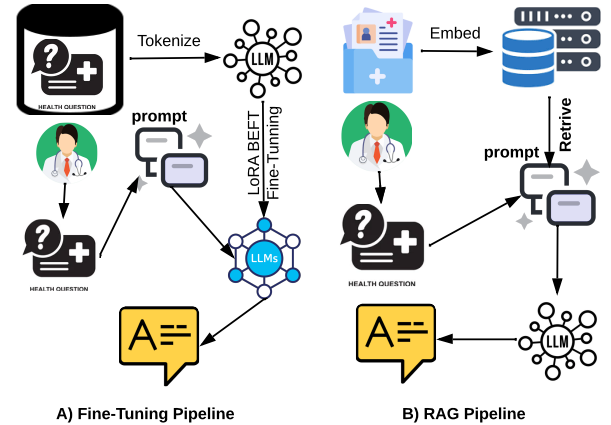 HEALTH QUESTION
Tokenize
LLM
prompt
LoRA BEFT
Fine-Tunning
HEALTH QUESTION
LLMs
A
A) Fine-Tuning Pipeline
Embed
Retrive
prompt
HEALTH QUESTION
LLM
A
B) RAG Pipeline